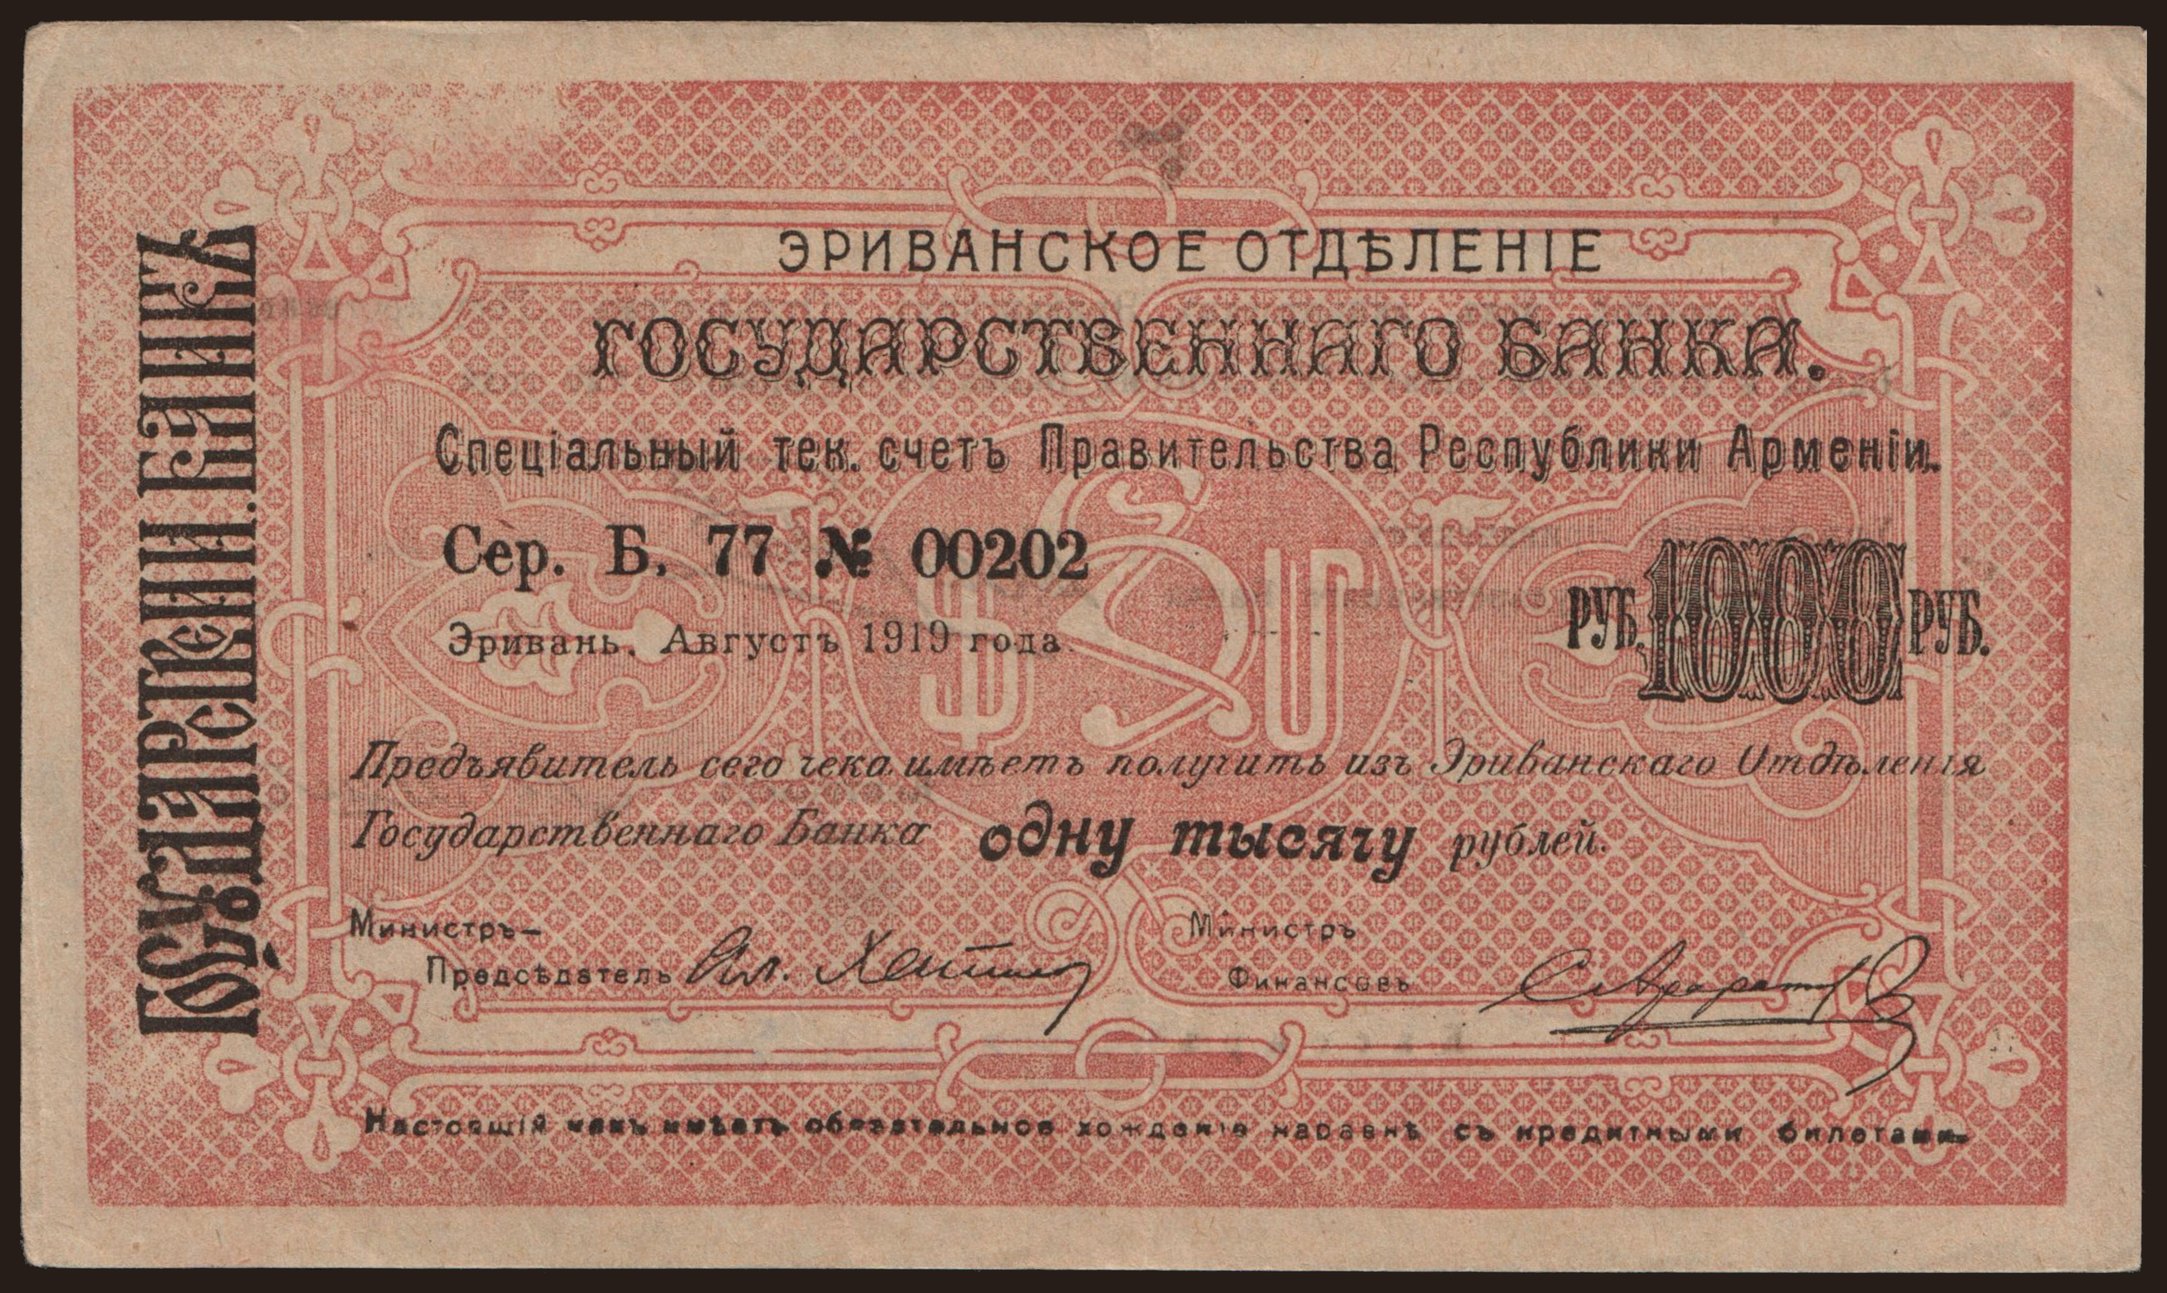 ЭРИВАНСКОЕ ОТДѢЛЕНІЕ
ГОСУДАРСТВЕННАГО БАНКА.
Спеціальный тек. счетъ Правительства Республики Арменіи.
Сер. Б. 77 № 00202
Эривань, Августъ 1919 года.
РУБ. 1000 РУБ.
Предъявитель сего чека имѣетъ получить изъ Эриванскаго Отдѣленія
Государственнаго Банка одну тысячу рублей.
Министръ—
Предсѣдатель Ал. Хатисов
Министръ
Финансовъ
Настоящій чекъ имѣетъ обязательное хожденіе наравнѣ съ кредитными билетами.